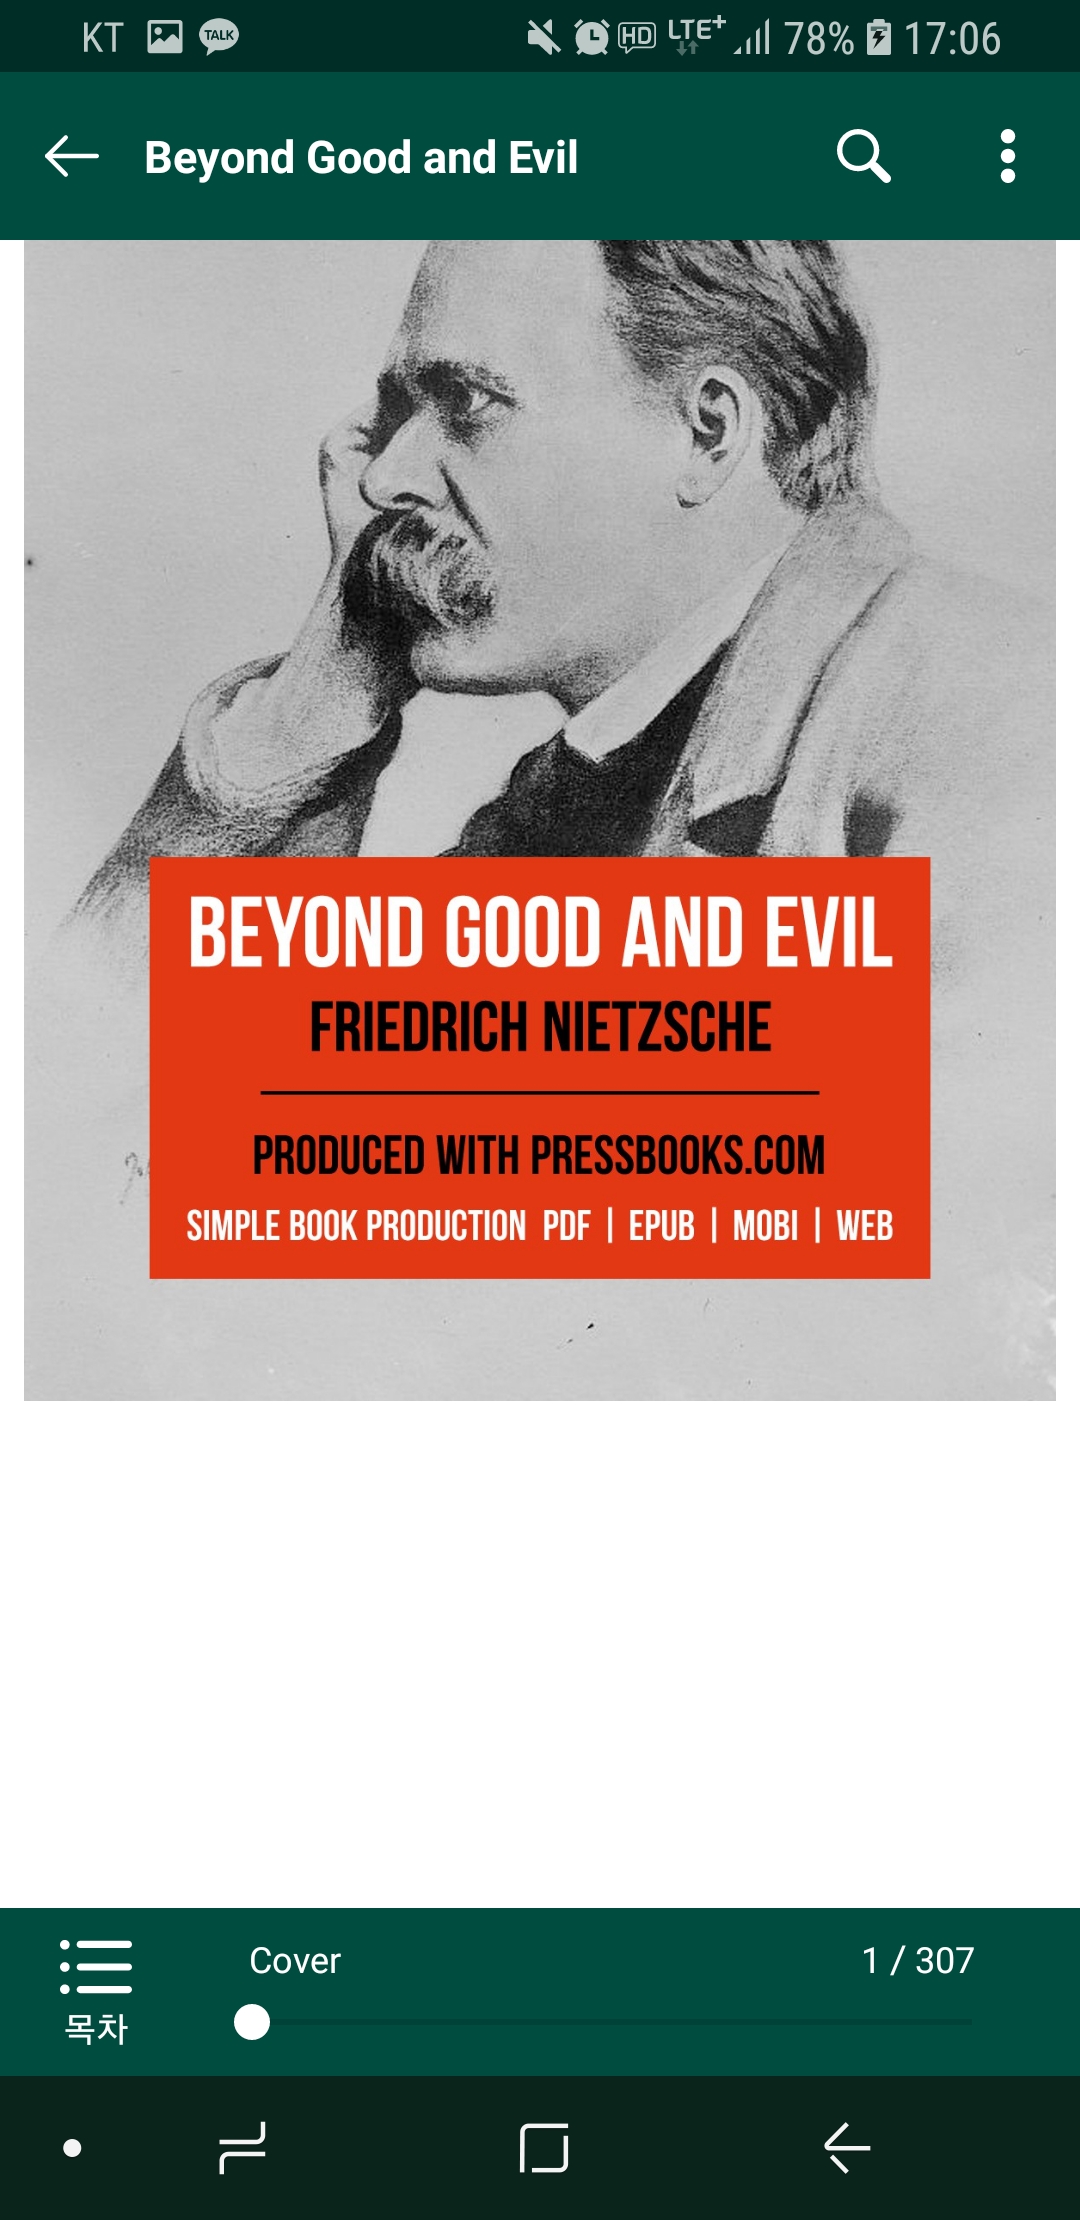 KT TALK HD LTE+ 78% 17:06
Beyond Good and Evil
BEYOND GOOD AND EVIL
FRIEDRICH NIETZSCHE
PRODUCED WITH PRESSBOOKS.COM
SIMPLE BOOK PRODUCTION PDF | EPUB | MOBI | WEB
Cover 1 / 307
목차